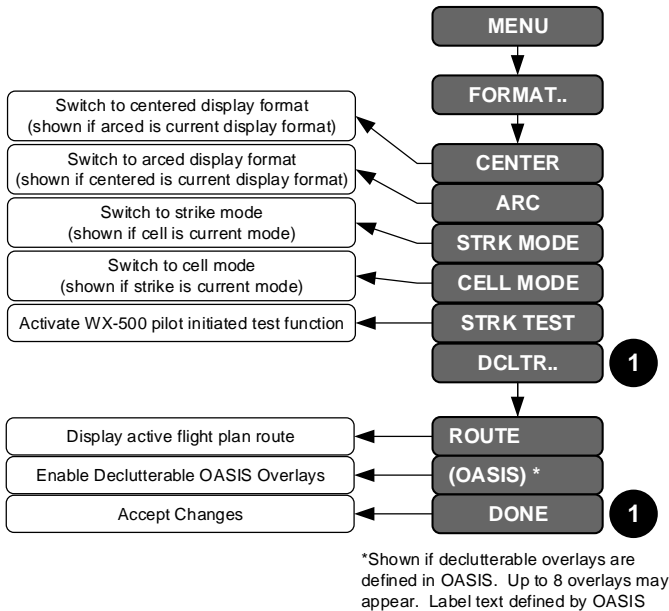 MENU
FORMAT..
Switch to centered display format
(shown if arced is current display format)
CENTER
Switch to arced display format
(shown if centered is current display format)
ARC
Switch to strike mode
(shown if cell is current mode)
STRK MODE
Switch to cell mode
(shown if strike is current mode)
CELL MODE
Activate WX-500 pilot initiated test function
STRK TEST
DCLTR..
1
Display active flight plan route
ROUTE
Enable Declutterable OASIS Overlays
(OASIS) *
Accept Changes
DONE
1
*Shown if declutterable overlays are
defined in OASIS. Up to 8 overlays may
appear. Label text defined by OASIS